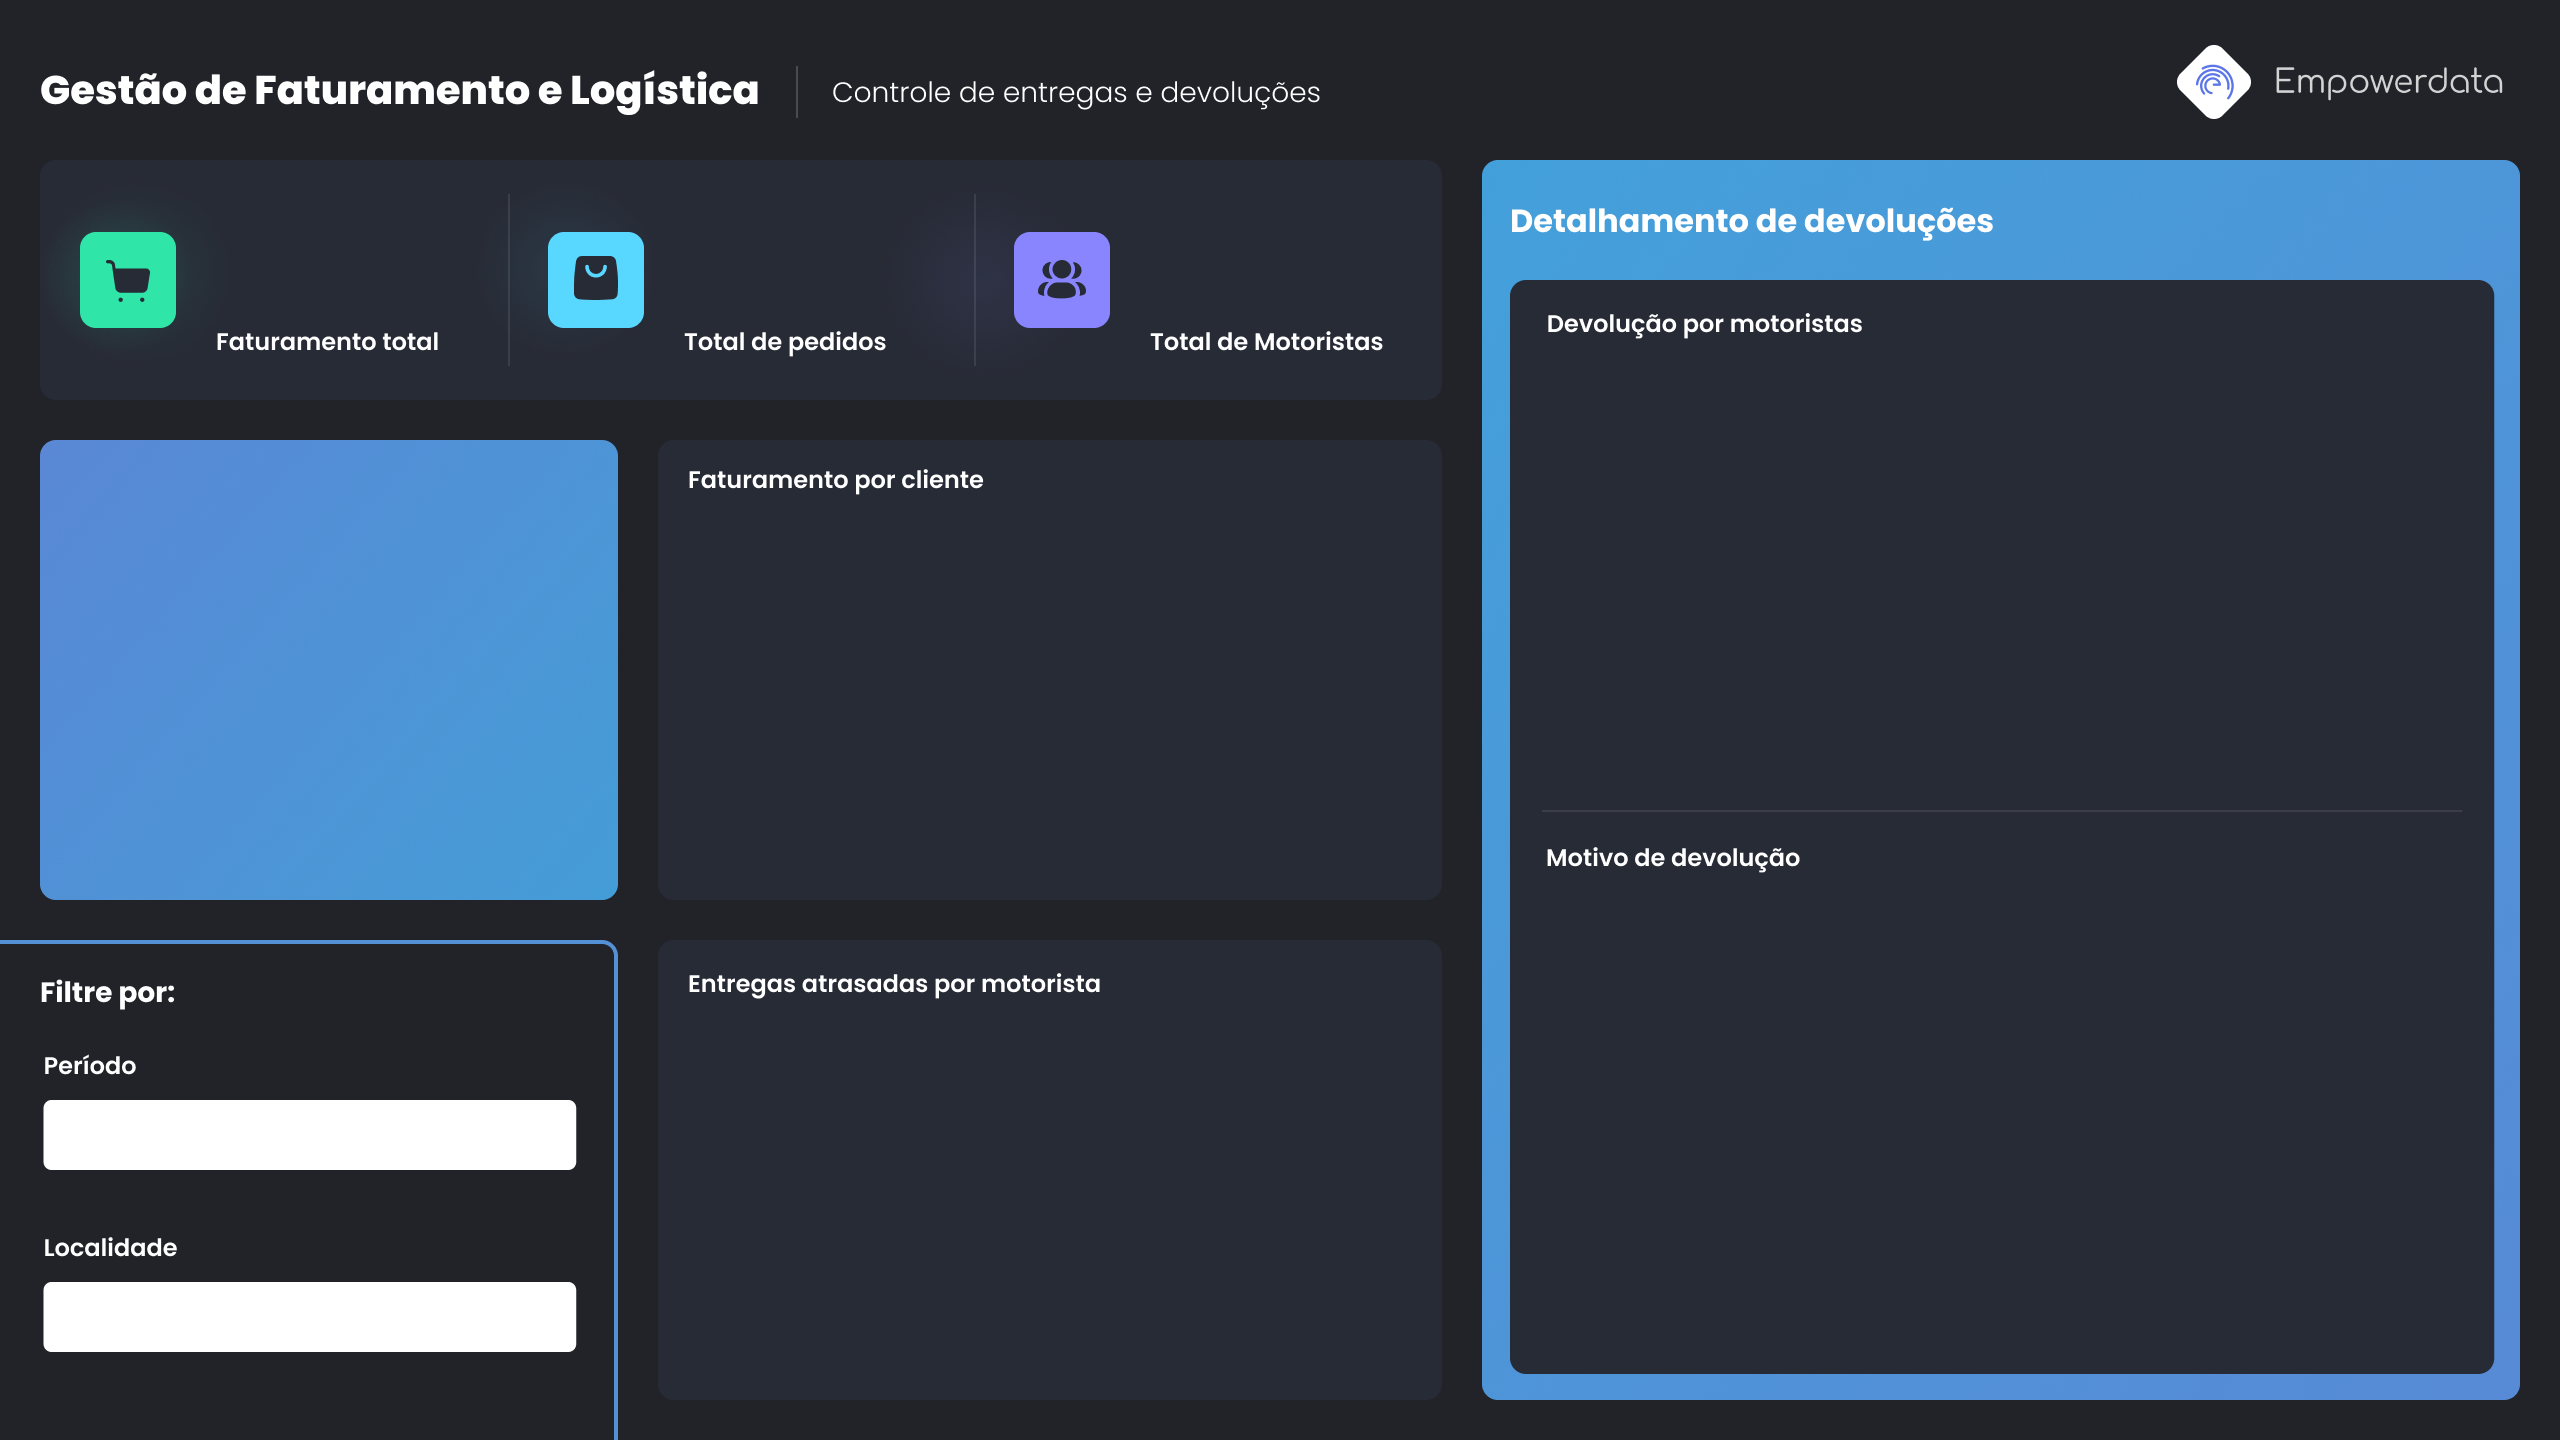 Gestão de Faturamento e Logística
Controle de entregas e devoluções
Empowerdata
Faturamento total
Total de pedidos
Total de Motoristas
Detalhamento de devoluções
Devolução por motoristas
Faturamento por cliente
Motivo de devolução
Filtre por:
Período
Localidade
Entregas atrasadas por motorista